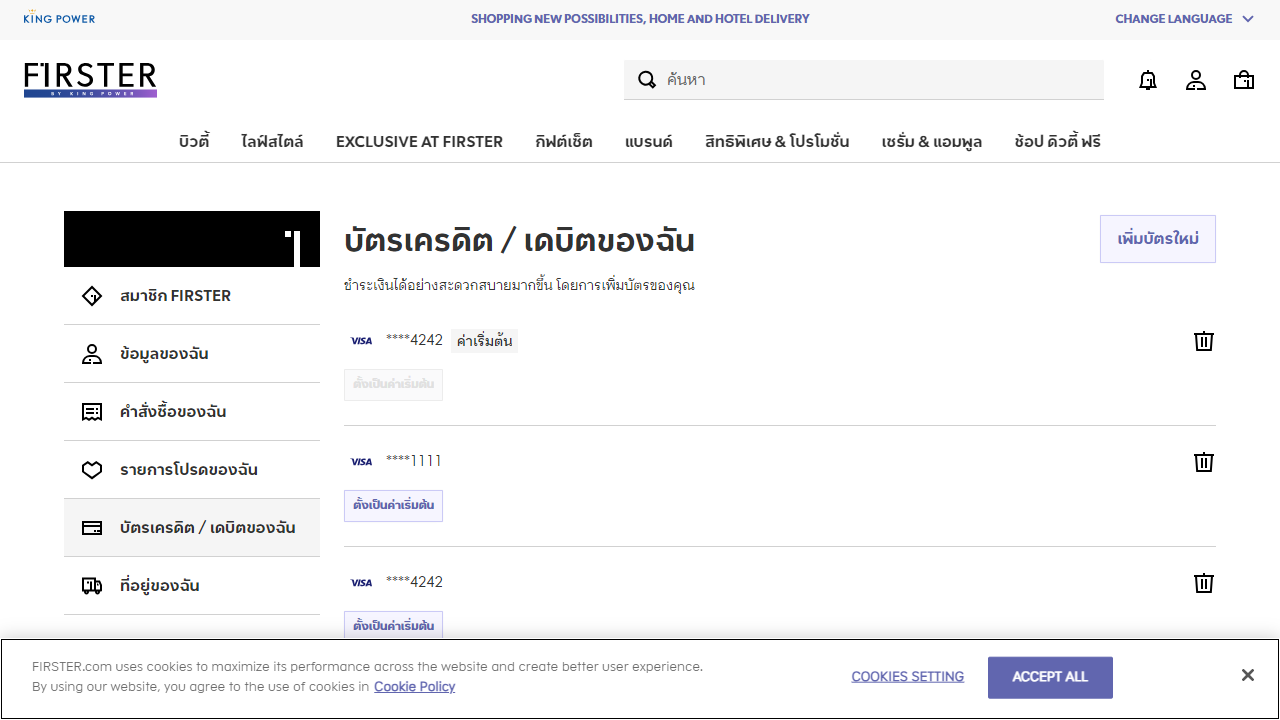 KING POWER
SHOPPING NEW POSSIBILITIES, HOME AND HOTEL DELIVERY
CHANGE LANGUAGE
FIRSTER
BY KING POWER
ค้นหา
บิวตี้
ไลฟ์สไตล์
EXCLUSIVE AT FIRSTER
กิฟต์เซ็ต
แบรนด์
สิทธิพิเศษ & โปรโมชั่น
เซรั่ม & แอมพูล
ช้อป ดิวตี้ ฟรี
สมาชิก FIRSTER
ข้อมูลของฉัน
คำสั่งซื้อของฉัน
รายการโปรดของฉัน
บัตรเครดิต / เดบิตของฉัน
ที่อยู่ของฉัน
บัตรเครดิต / เดบิตของฉัน
เพิ่มบัตรใหม่
ชำระเงินได้อย่างสะดวกสบายมากขึ้น โดยการเพิ่มบัตรของคุณ
VISA ****4242 ค่าเริ่มต้น
ตั้งเป็นค่าเริ่มต้น
VISA ****1111
ตั้งเป็นค่าเริ่มต้น
VISA ****4242
ตั้งเป็นค่าเริ่มต้น
FIRSTER.com uses cookies to maximize its performance across the website and create better user experience.
By using our website, you agree to the use of cookies in Cookie Policy
COOKIES SETTING
ACCEPT ALL